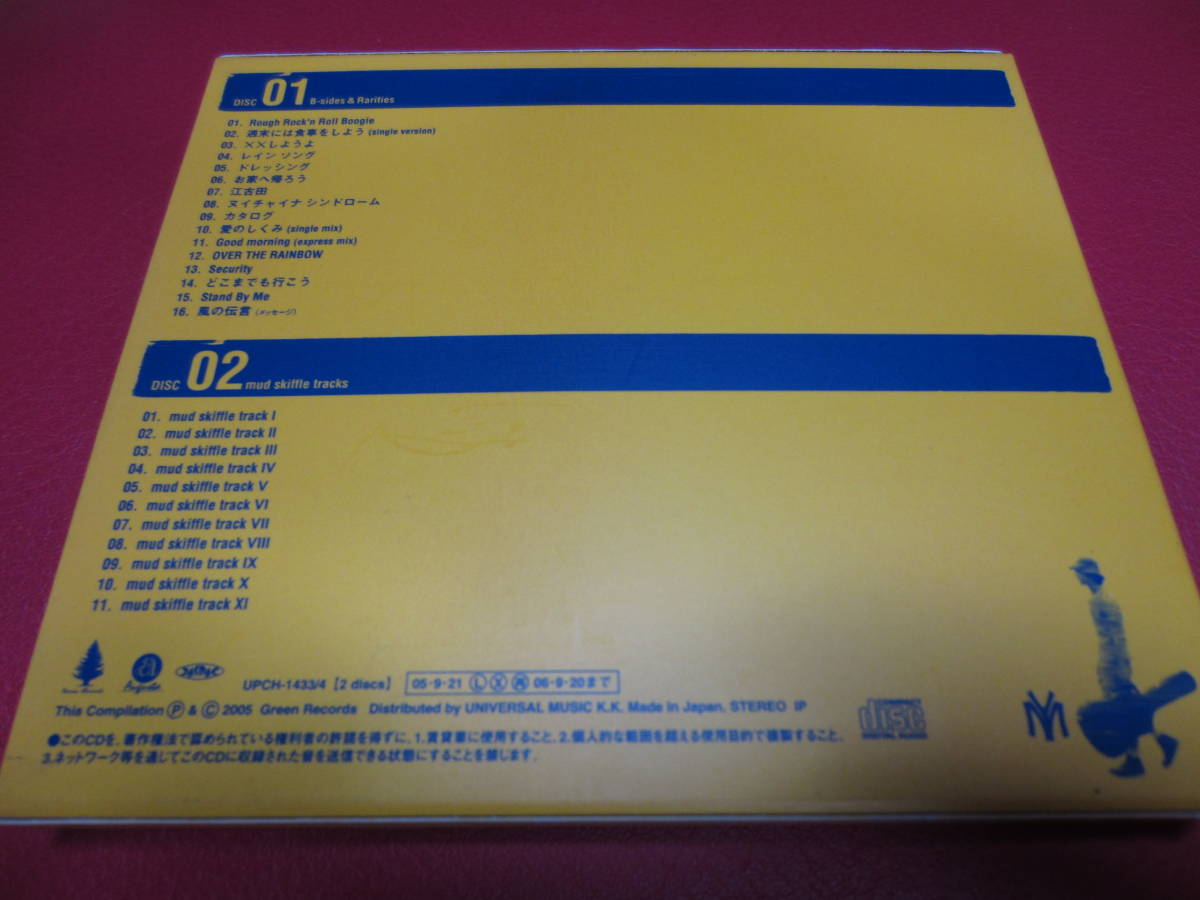 DISC 01 B-sides & Rarities
01. Rough Rock'n Roll Boogie
02. 週末には食事をしよう (single version)
03. ××しようよ
04. レイン ソング
05. ドレッシング
06. お家へ帰ろう
07. 江古田
08. ヌイチャイナ シンドローム
09. カタログ
10. 愛のしくみ (single mix)
11. Good morning (express mix)
12. OVER THE RAINBOW
13. Security
14. どこまでも行こう
15. Stand By Me
16. 風の伝言 (メッセージ)
DISC 02 mud skiffle tracks
01. mud skiffle track I
02. mud skiffle track II
03. mud skiffle track III
04. mud skiffle track IV
05. mud skiffle track V
06. mud skiffle track VI
07. mud skiffle track VII
08. mud skiffle track VIII
09. mud skiffle track IX
10. mud skiffle track X
11. mud skiffle track XI
Green Records
Augusta
UPCH-1433/4 [2 discs] 05・9・21 Ⓛ Ⓧ 06・9・20まで
This Compilation Ⓟ & Ⓒ 2005 Green Records Distributed by UNIVERSAL MUSIC K.K. Made in Japan, STEREO IP
COMPACT disc DIGITAL AUDIO
●このCDを、著作権法で認められている権利者の許諾を得ずに、1.賃貸業に使用すること、2.個人的な範囲を超える使用目的で複製すること、
3.ネットワーク等を通じてこのCDに収録された音を送信できる状態にすることを禁じます。